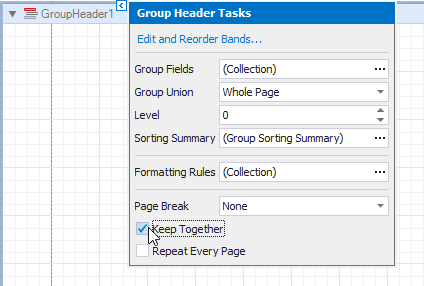 GroupHeader1
Group Header Tasks
Edit and Reorder Bands...
Group Fields (Collection)
Group Union Whole Page
Level 0
Sorting Summary (Group Sorting Summary)
Formatting Rules (Collection)
Page Break None
Keep Together
Repeat Every Page